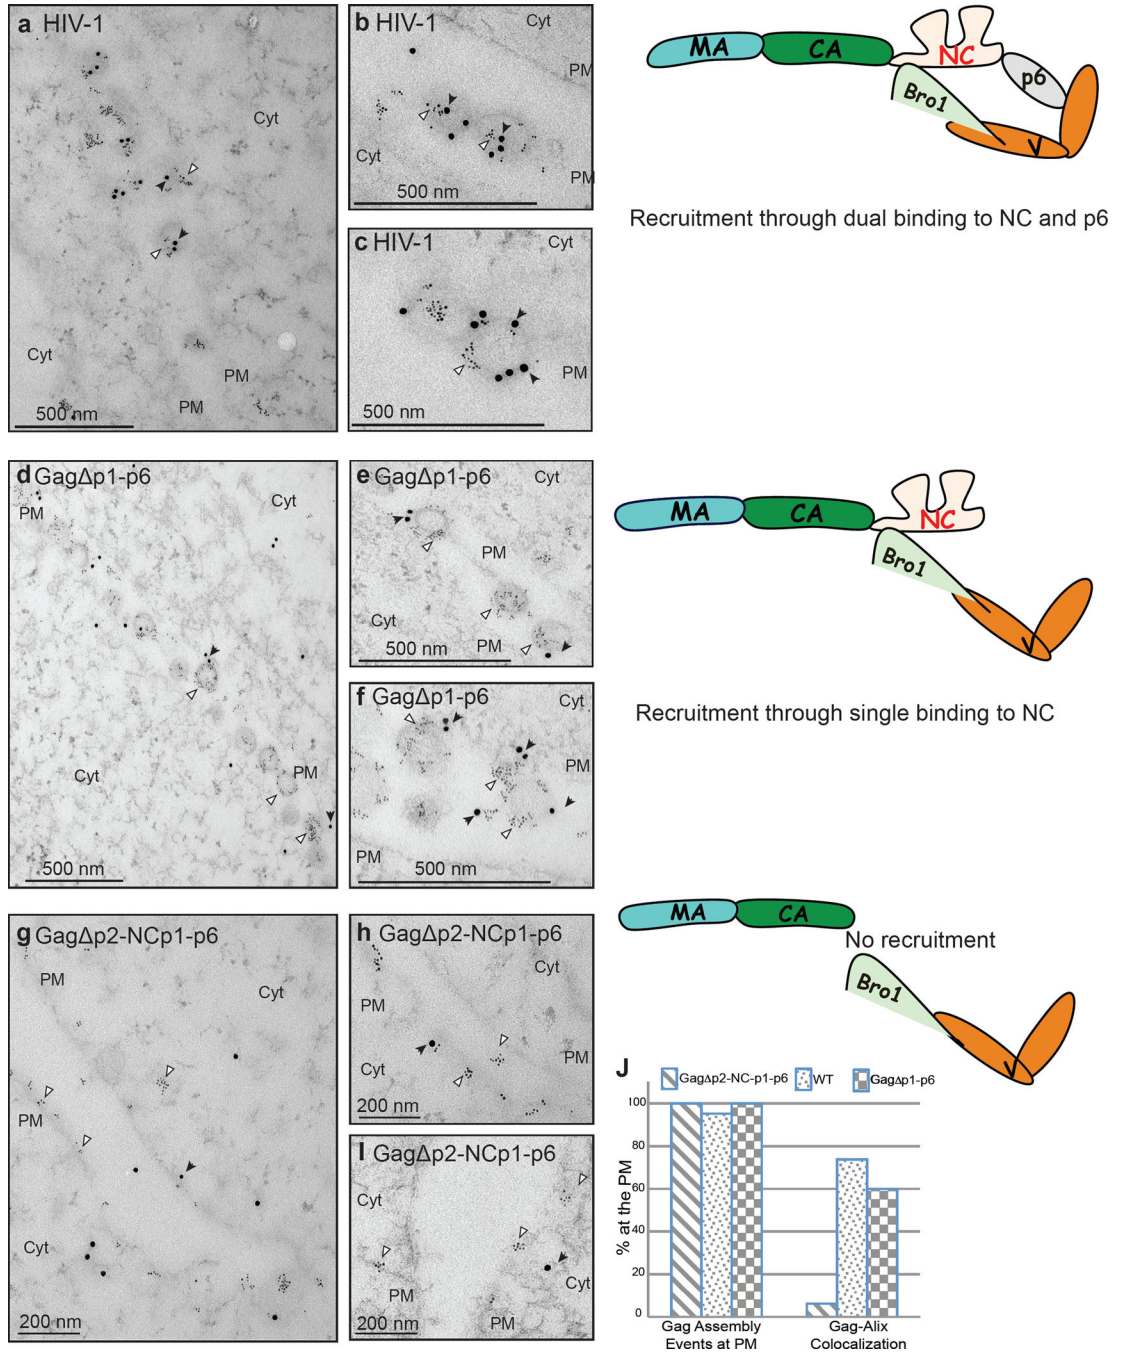 a HIV-1
Cyt
Cyt
PM
PM
500 nm
b HIV-1
Cyt
PM
Cyt
PM
500 nm
c HIV-1
Cyt
PM
500 nm
MA CA NC p6
Bro1
V
Recruitment through dual binding to NC and p6
d GagΔp1-p6
PM
Cyt
Cyt
PM
500 nm
e GagΔp1-p6
Cyt
PM
Cyt
PM
500 nm
f GagΔp1-p6
Cyt
PM
PM
500 nm
MA CA NC
Bro1
V
Recruitment through single binding to NC
g GagΔp2-NCp1-p6
PM
Cyt
PM
Cyt
200 nm
h GagΔp2-NCp1-p6
Cyt
PM
PM
Cyt
200 nm
I GagΔp2-NCp1-p6
Cyt
Cyt
PM
PM
200 nm
MA CA
No recruitment
Bro1
V
J
GagΔp2-NC-p1-p6 WT GagΔp1-p6
% at the PM
100
80
60
40
20
0
Gag Assembly
Events at PM
Gag-Alix
Colocalization